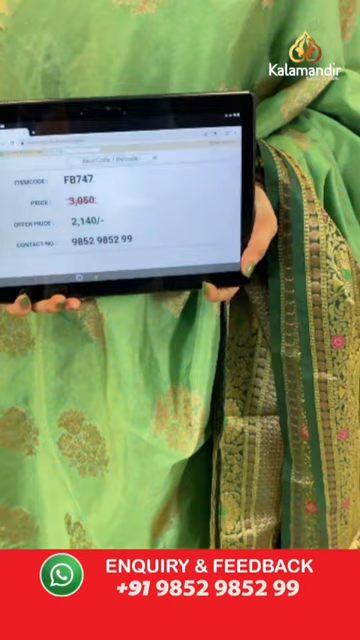 Kalamandir
ITEMCODE : FB747
PRICE : 3,050
OFFER PRICE : 2,140/-
CONTACT NO : 9852 9852 99
ENQUIRY & FEEDBACK
+91 9852 9852 99